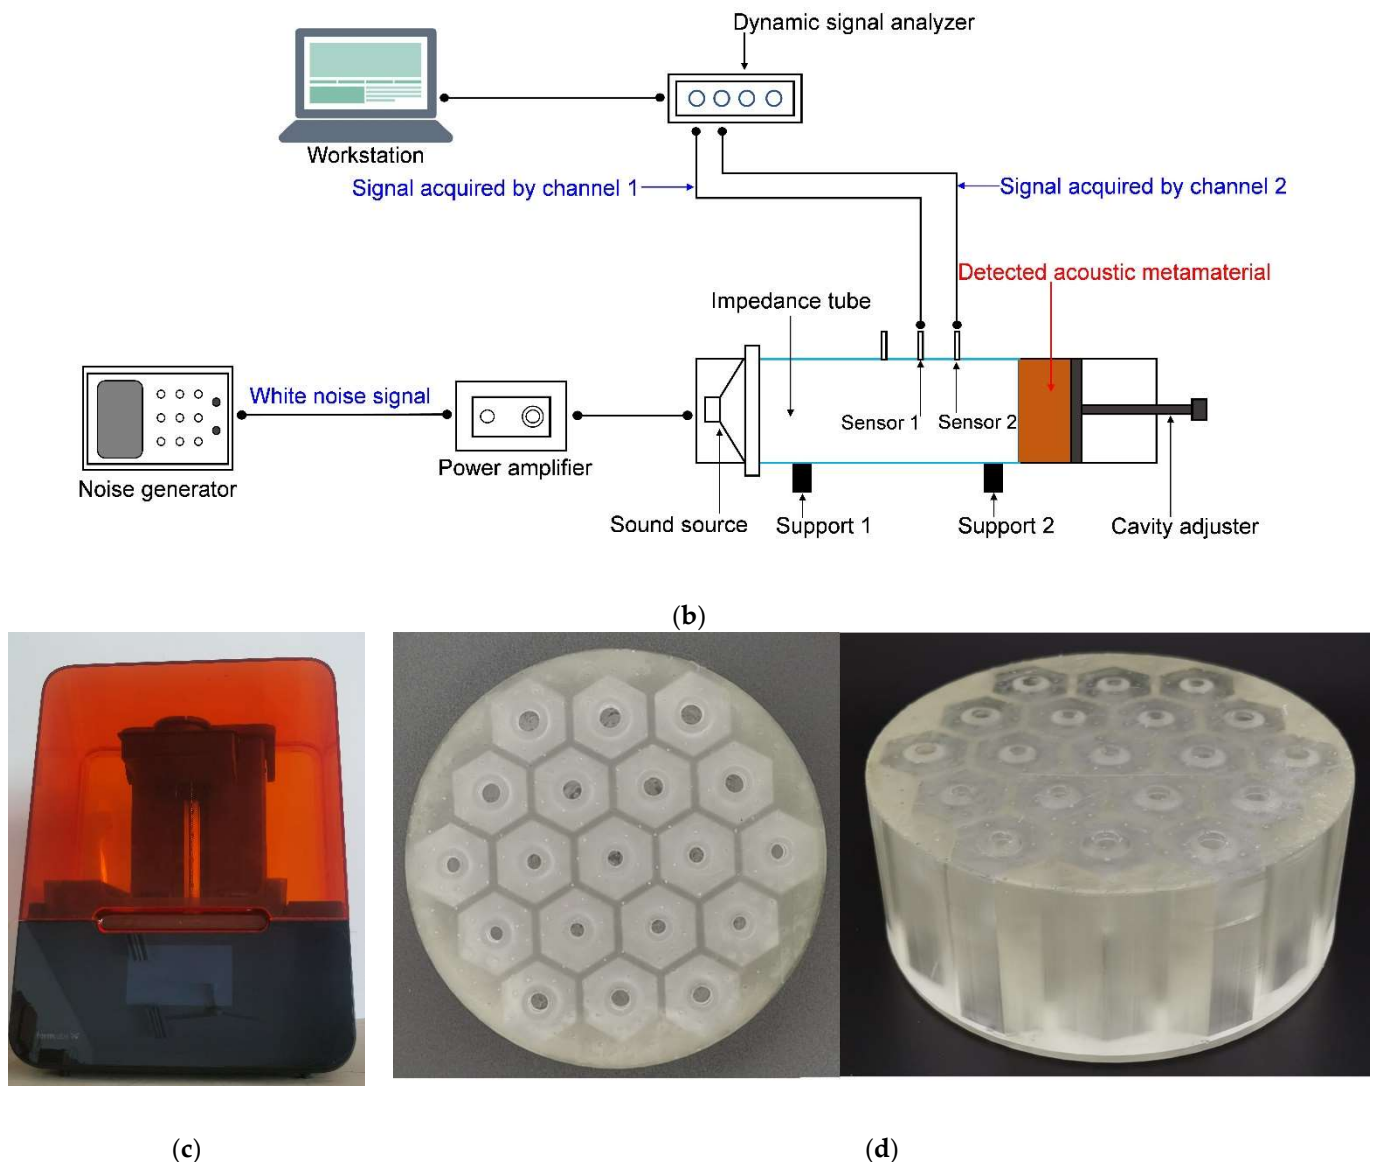 Dynamic signal analyzer
Workstation
Signal acquired by channel 1
Signal acquired by channel 2
Detected acoustic metamaterial
Impedance tube
White noise signal
Sensor 1
Sensor 2
Power amplifier
Noise generator
Sound source
Support 1
Support 2
Cavity adjuster
(b)
(c)
(d)